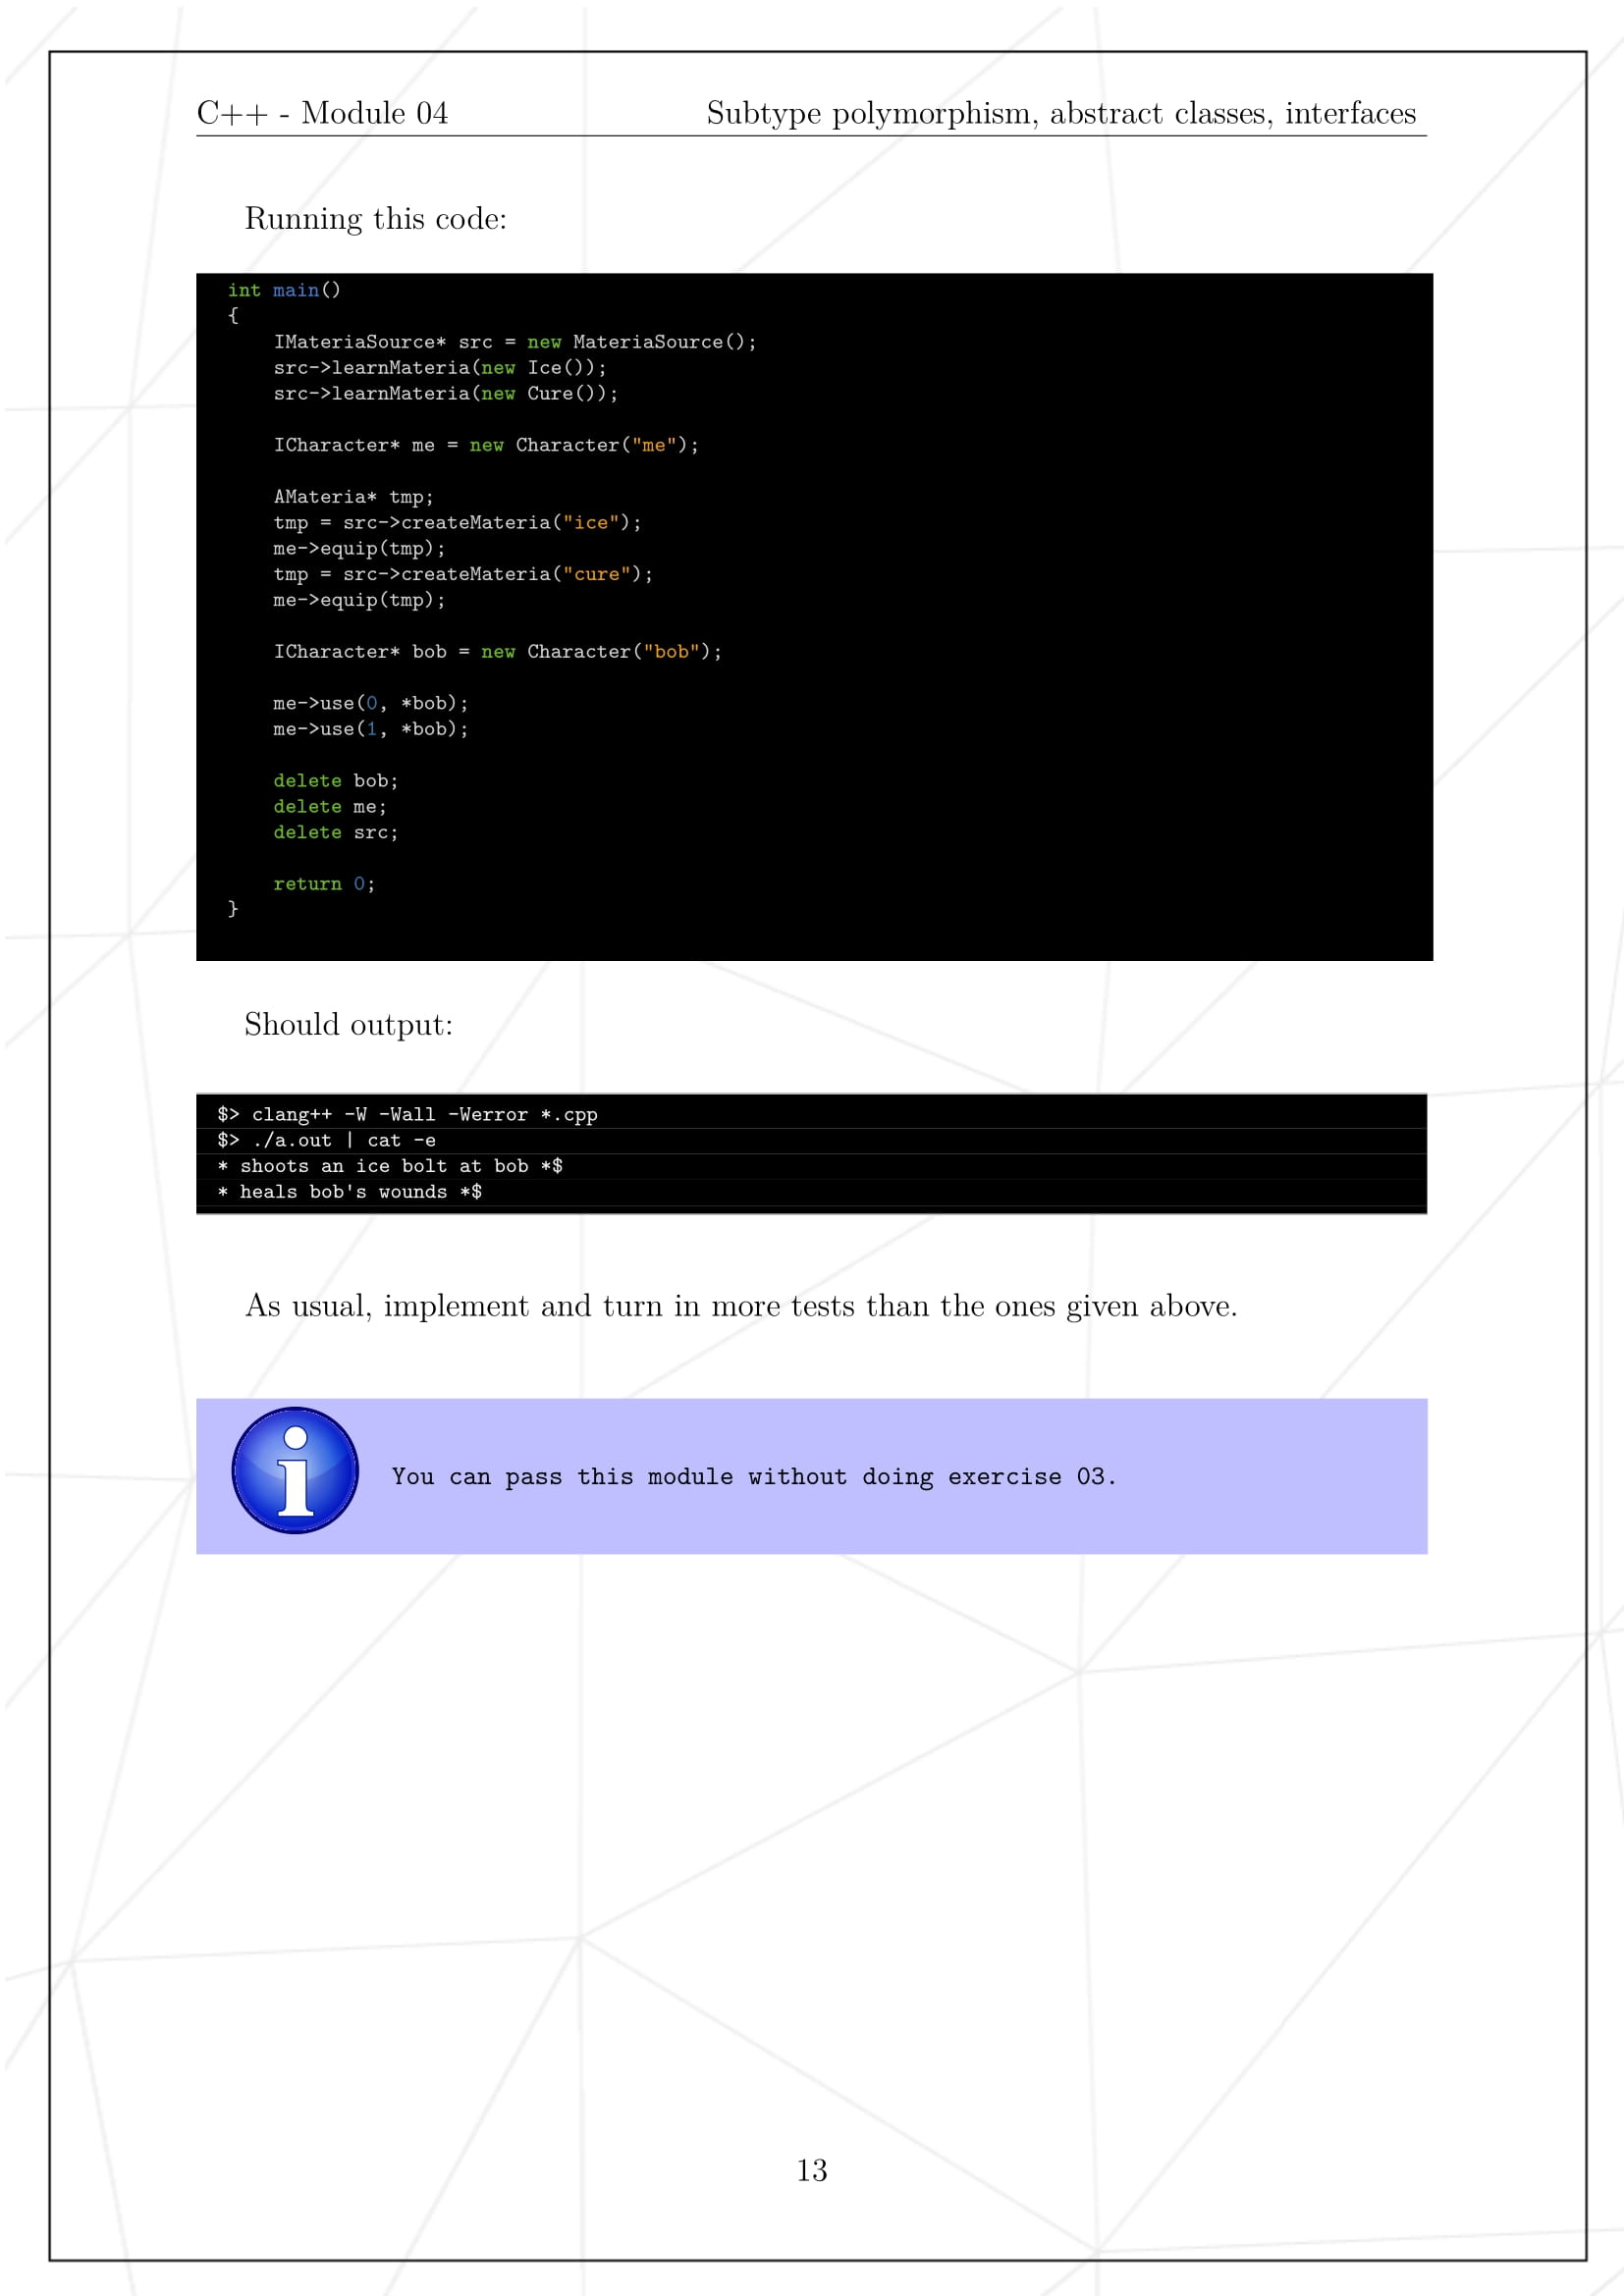 C++ - Module 04 Subtype polymorphism, abstract classes, interfaces
Running this code:
int main()
{
    IMateriaSource* src = new MateriaSource();
    src->learnMateria(new Ice());
    src->learnMateria(new Cure());

    ICharacter* me = new Character("me");

    AMateria* tmp;
    tmp = src->createMateria("ice");
    me->equip(tmp);
    tmp = src->createMateria("cure");
    me->equip(tmp);

    ICharacter* bob = new Character("bob");

    me->use(0, *bob);
    me->use(1, *bob);

    delete bob;
    delete me;
    delete src;

    return 0;
}
Should output:
$> clang++ -W -Wall -Werror *.cpp
$> ./a.out | cat -e
* shoots an ice bolt at bob *$
* heals bob's wounds *$
As usual, implement and turn in more tests than the ones given above.
You can pass this module without doing exercise 03.
13